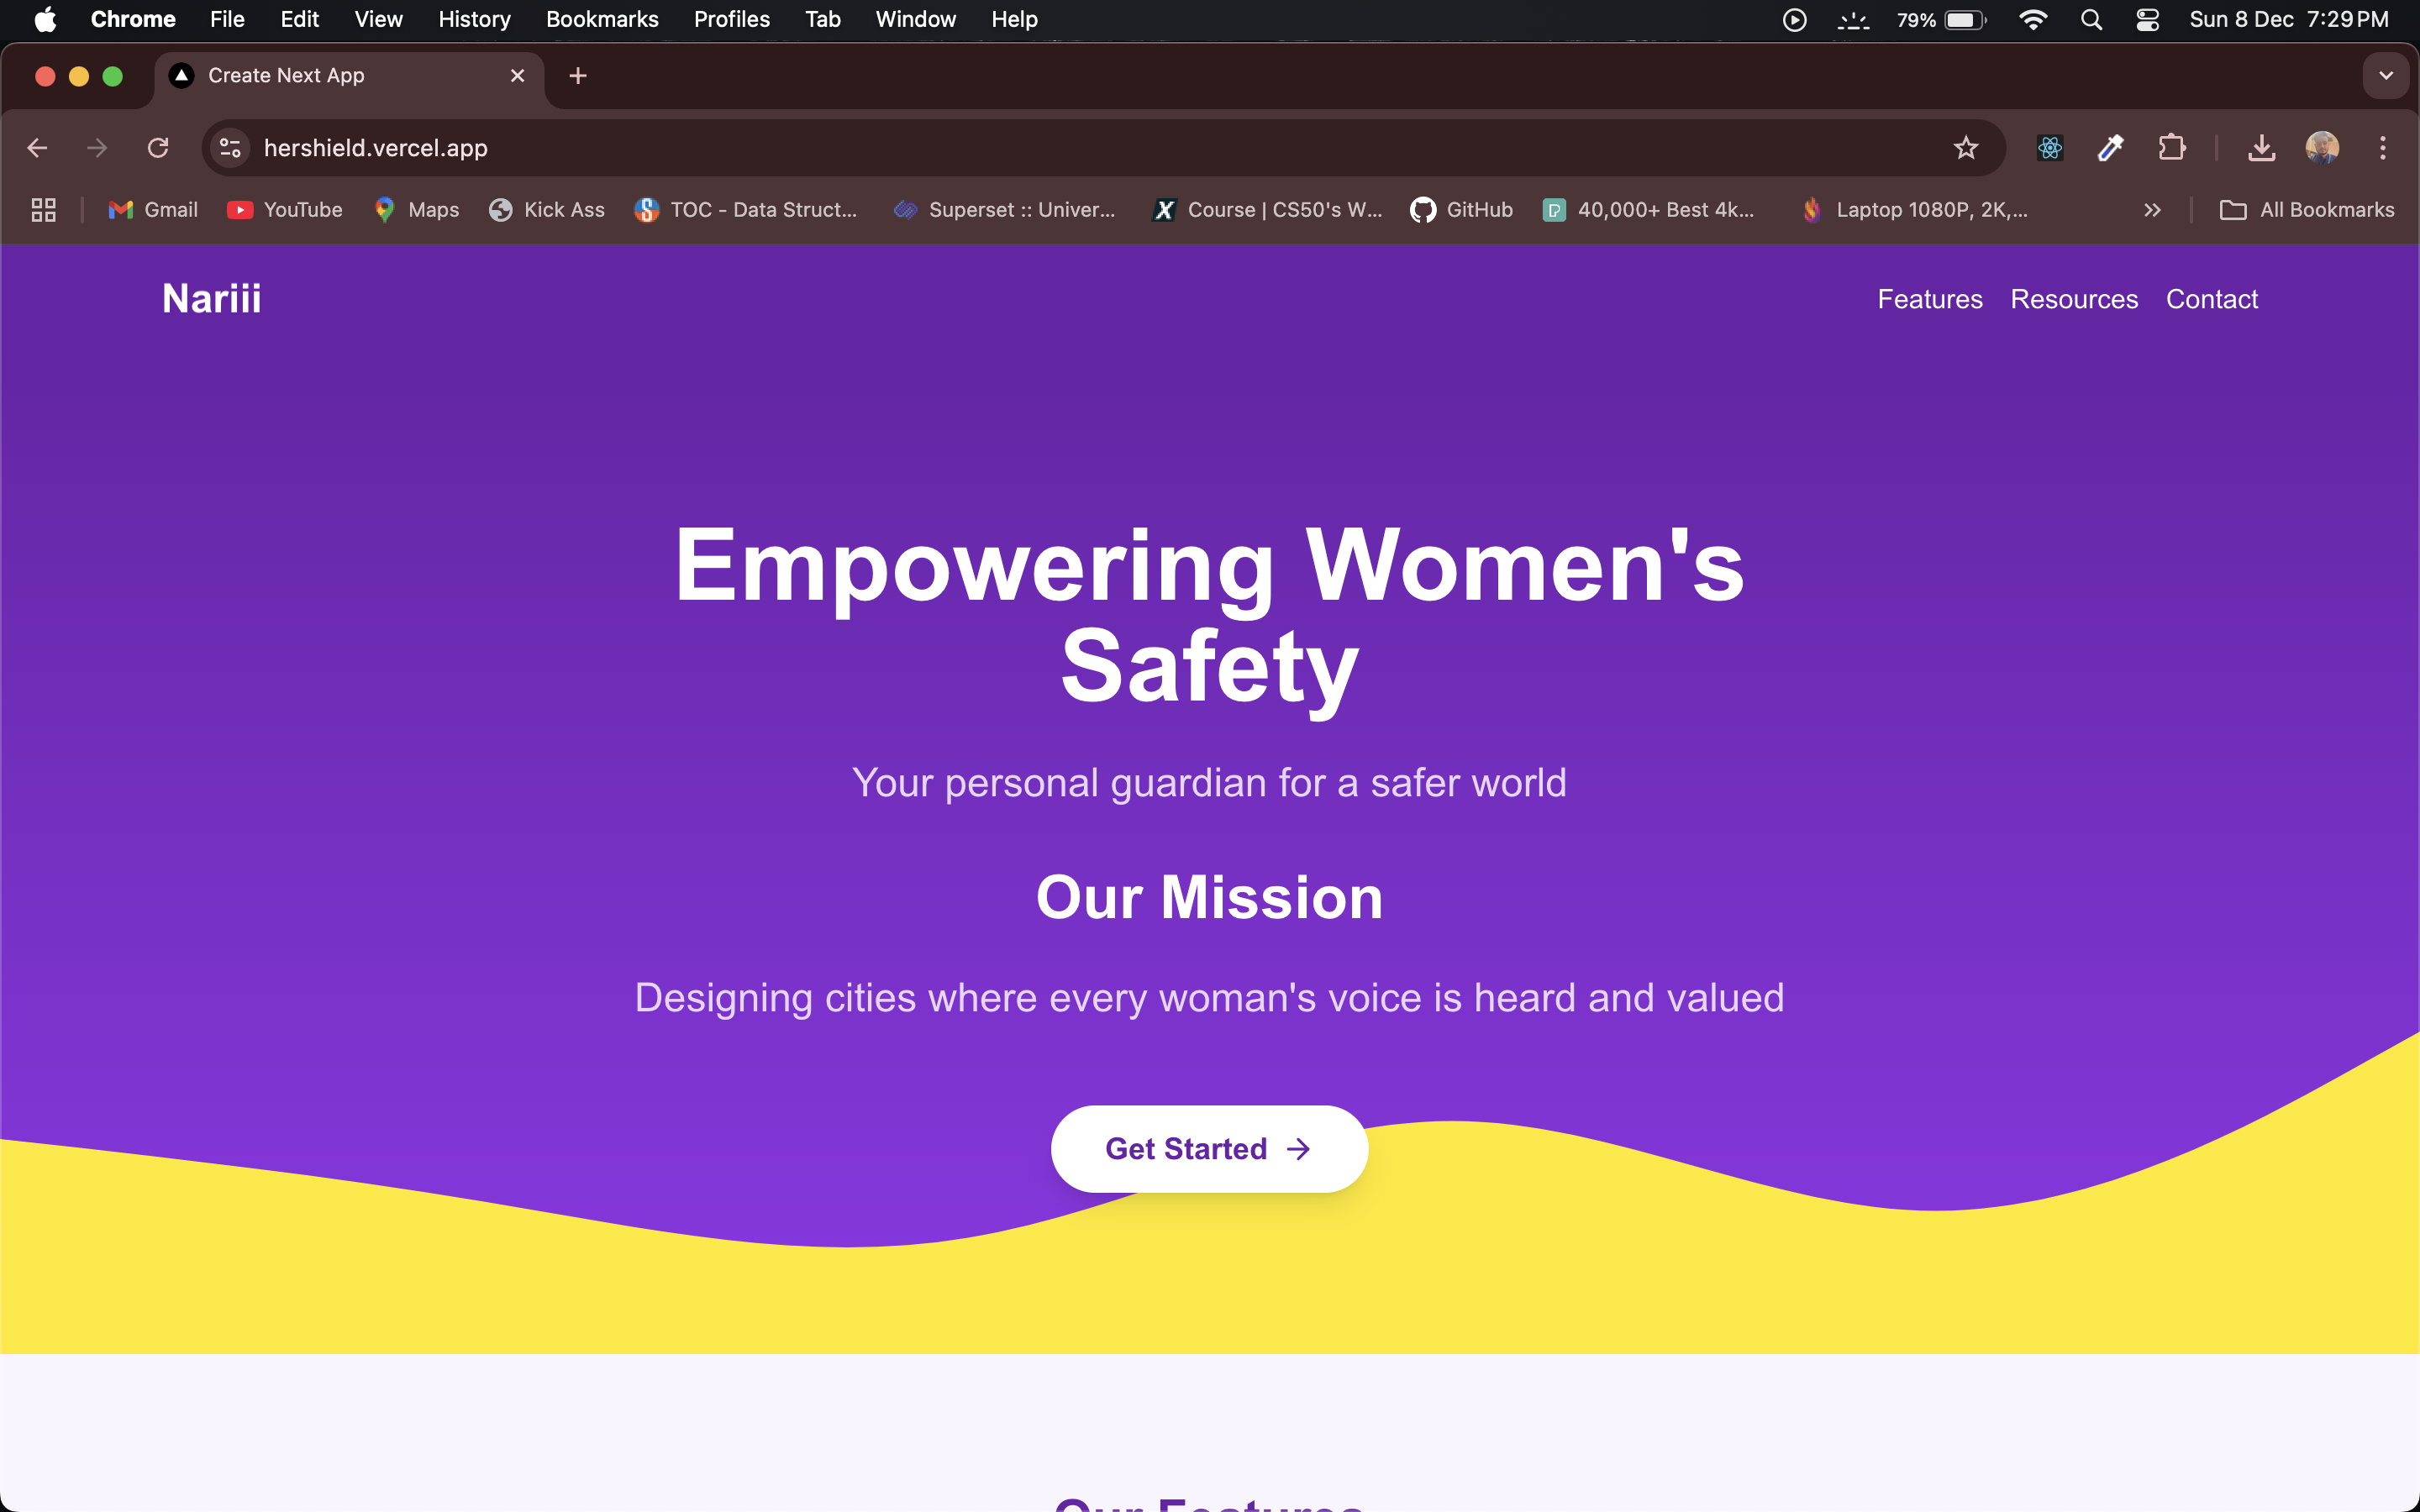 Chrome File Edit View History Bookmarks Profiles Tab Window Help 79% Sun 8 Dec 7:29 PM
Create Next App
hershield.vercel.app
Gmail YouTube Maps Kick Ass TOC - Data Struct... Superset :: Univer... Course | CS50's W... GitHub 40,000+ Best 4k... Laptop 1080P, 2K,... All Bookmarks
Nariii Features Resources Contact
Empowering Women's
Safety
Your personal guardian for a safer world
Our Mission
Designing cities where every woman's voice is heard and valued
Get Started
Our Features